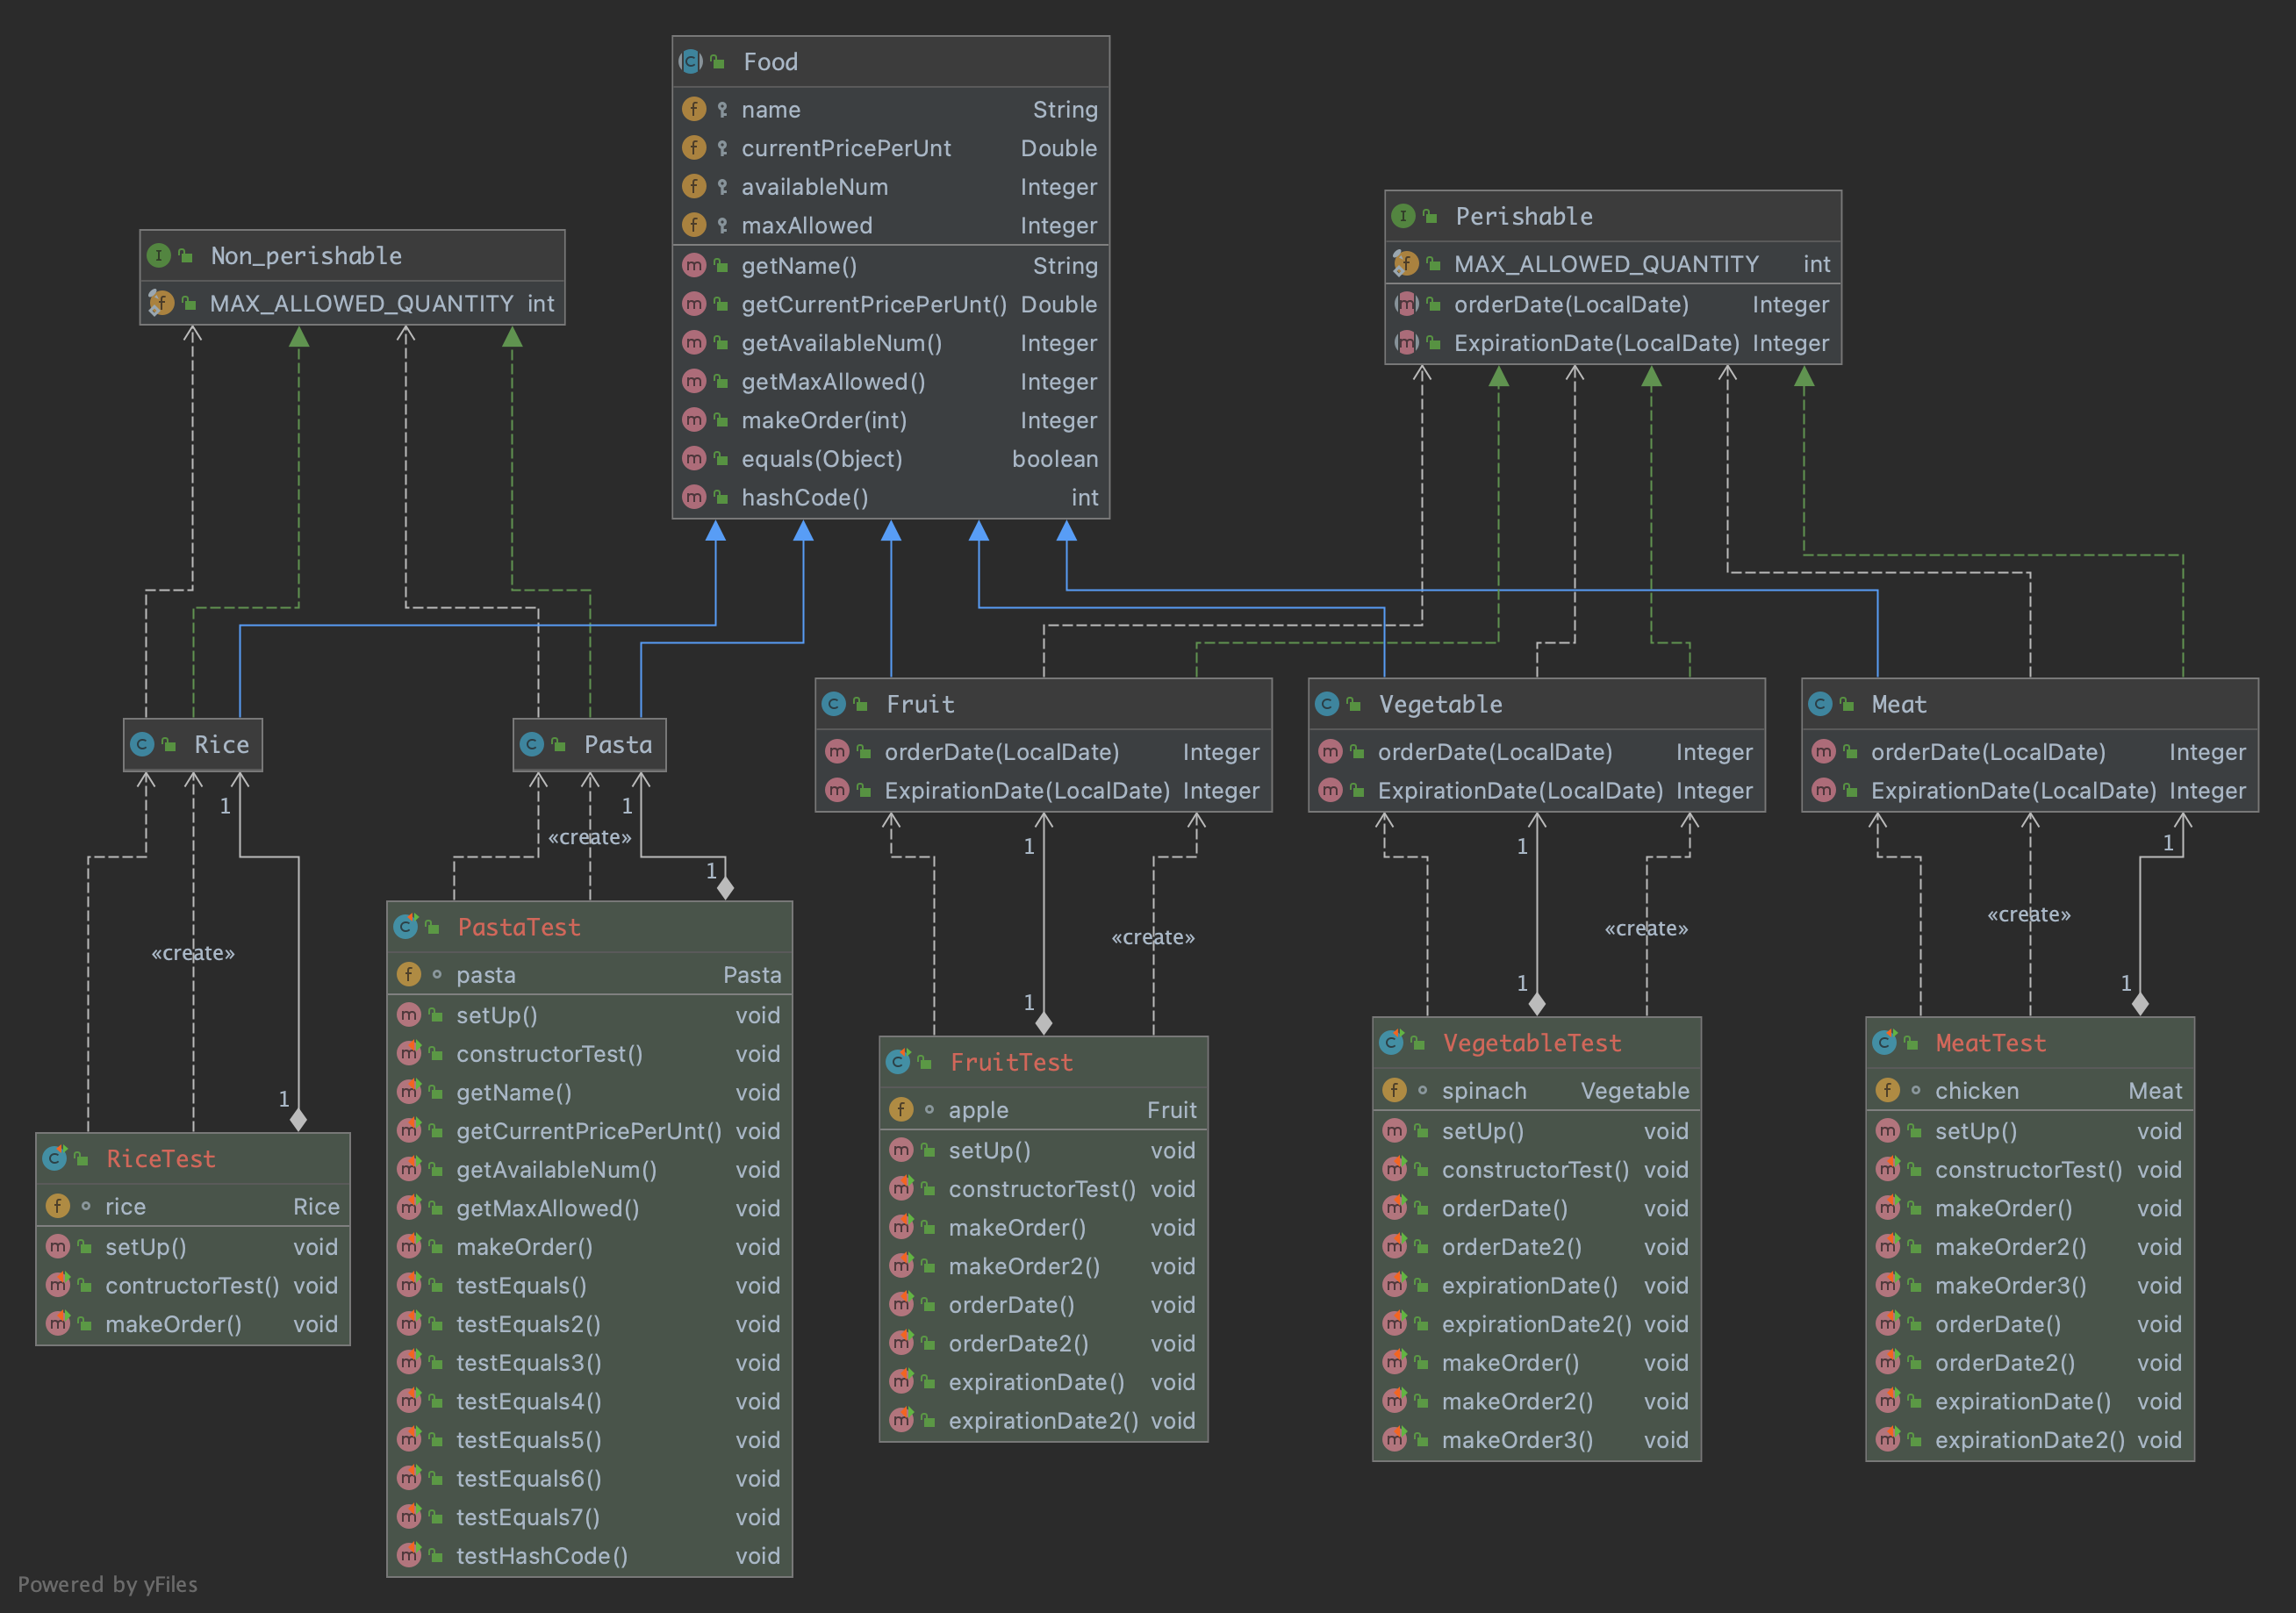 Food
name String
currentPricePerUnt Double
availableNum Integer
maxAllowed Integer
getName() String
getCurrentPricePerUnt() Double
getAvailableNum() Integer
getMaxAllowed() Integer
makeOrder(int) Integer
equals(Object) boolean
hashCode() int
Non_perishable
MAX_ALLOWED_QUANTITY int
Perishable
MAX_ALLOWED_QUANTITY int
orderDate(LocalDate) Integer
ExpirationDate(LocalDate) Integer
Rice
Pasta
Fruit
orderDate(LocalDate) Integer
ExpirationDate(LocalDate) Integer
Vegetable
orderDate(LocalDate) Integer
ExpirationDate(LocalDate) Integer
Meat
orderDate(LocalDate) Integer
ExpirationDate(LocalDate) Integer
1
«create»
1
RiceTest
rice Rice
setUp() void
contructorTest() void
makeOrder() void
«create»
1
1
PastaTest
pasta Pasta
setUp() void
constructorTest() void
getName() void
getCurrentPricePerUnt() void
getAvailableNum() void
getMaxAllowed() void
makeOrder() void
testEquals() void
testEquals2() void
testEquals3() void
testEquals4() void
testEquals5() void
testEquals6() void
testEquals7() void
testHashCode() void
1
«create»
1
FruitTest
apple Fruit
setUp() void
constructorTest() void
makeOrder() void
makeOrder2() void
orderDate() void
orderDate2() void
expirationDate() void
expirationDate2() void
1
«create»
1
VegetableTest
spinach Vegetable
setUp() void
constructorTest() void
orderDate() void
orderDate2() void
expirationDate() void
expirationDate2() void
makeOrder() void
makeOrder2() void
makeOrder3() void
1
«create»
1
MeatTest
chicken Meat
setUp() void
constructorTest() void
makeOrder() void
makeOrder2() void
makeOrder3() void
orderDate() void
orderDate2() void
expirationDate() void
expirationDate2() void
Powered by yFiles